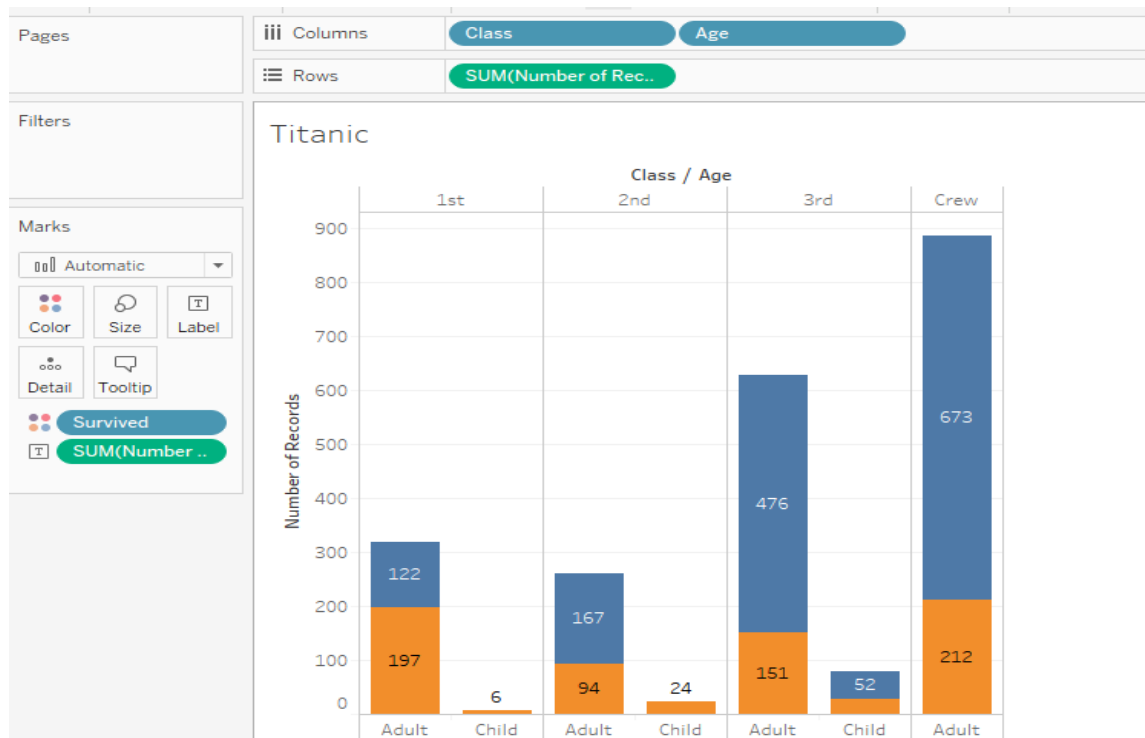 Pages
Columns Class Age
Rows SUM(Number of Rec..
Filters
Titanic
Class / Age
1st 2nd 3rd Crew
Marks
Automatic
Color Size Label
Detail Tooltip
Survived
SUM(Number ..
Number of Records
900
800
700
600
500
400
300
200
100
0
673
476
122
167
52
197
6
94
24
151
212
Adult Child Adult Child Adult Child Adult